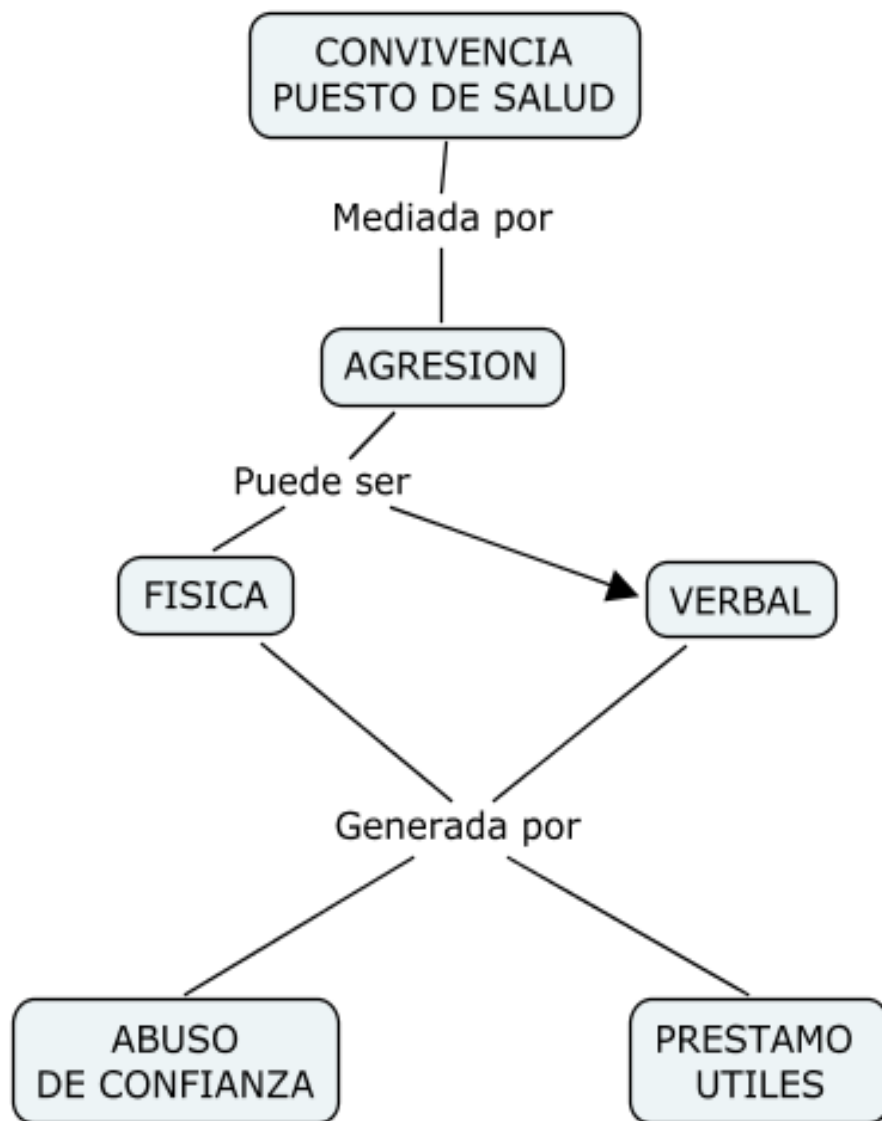 CONVIVENCIA
PUESTO DE SALUD
Mediada por
AGRESION
Puede ser
FISICA
VERBAL
Generada por
ABUSO
DE CONFIANZA
PRESTAMO
UTILES